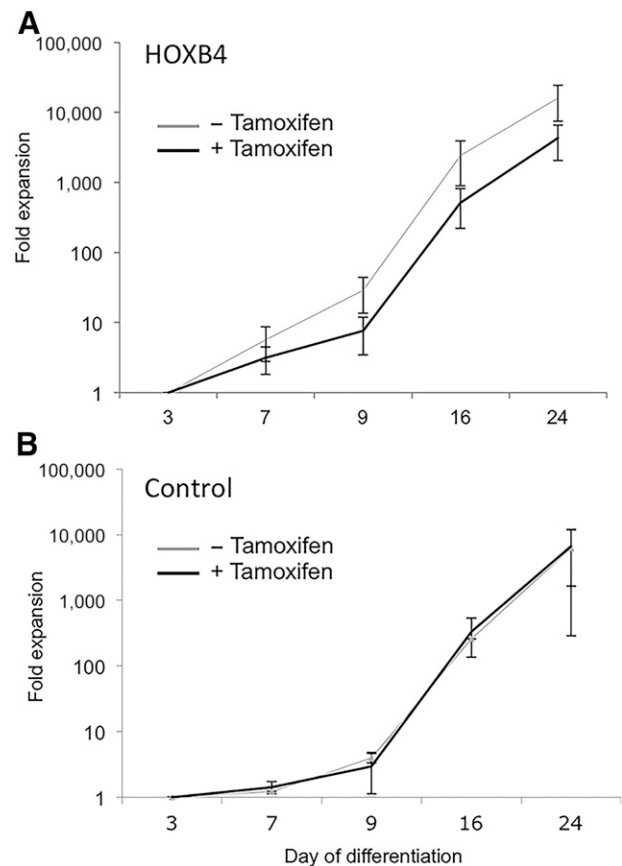 A
HOXB4
– Tamoxifen
+ Tamoxifen
Fold expansion
100,000
10,000
1,000
100
10
1
3 7 9 16 24
B
Control
– Tamoxifen
+ Tamoxifen
Fold expansion
100,000
10,000
1,000
100
10
1
3 7 9 16 24
Day of differentiation